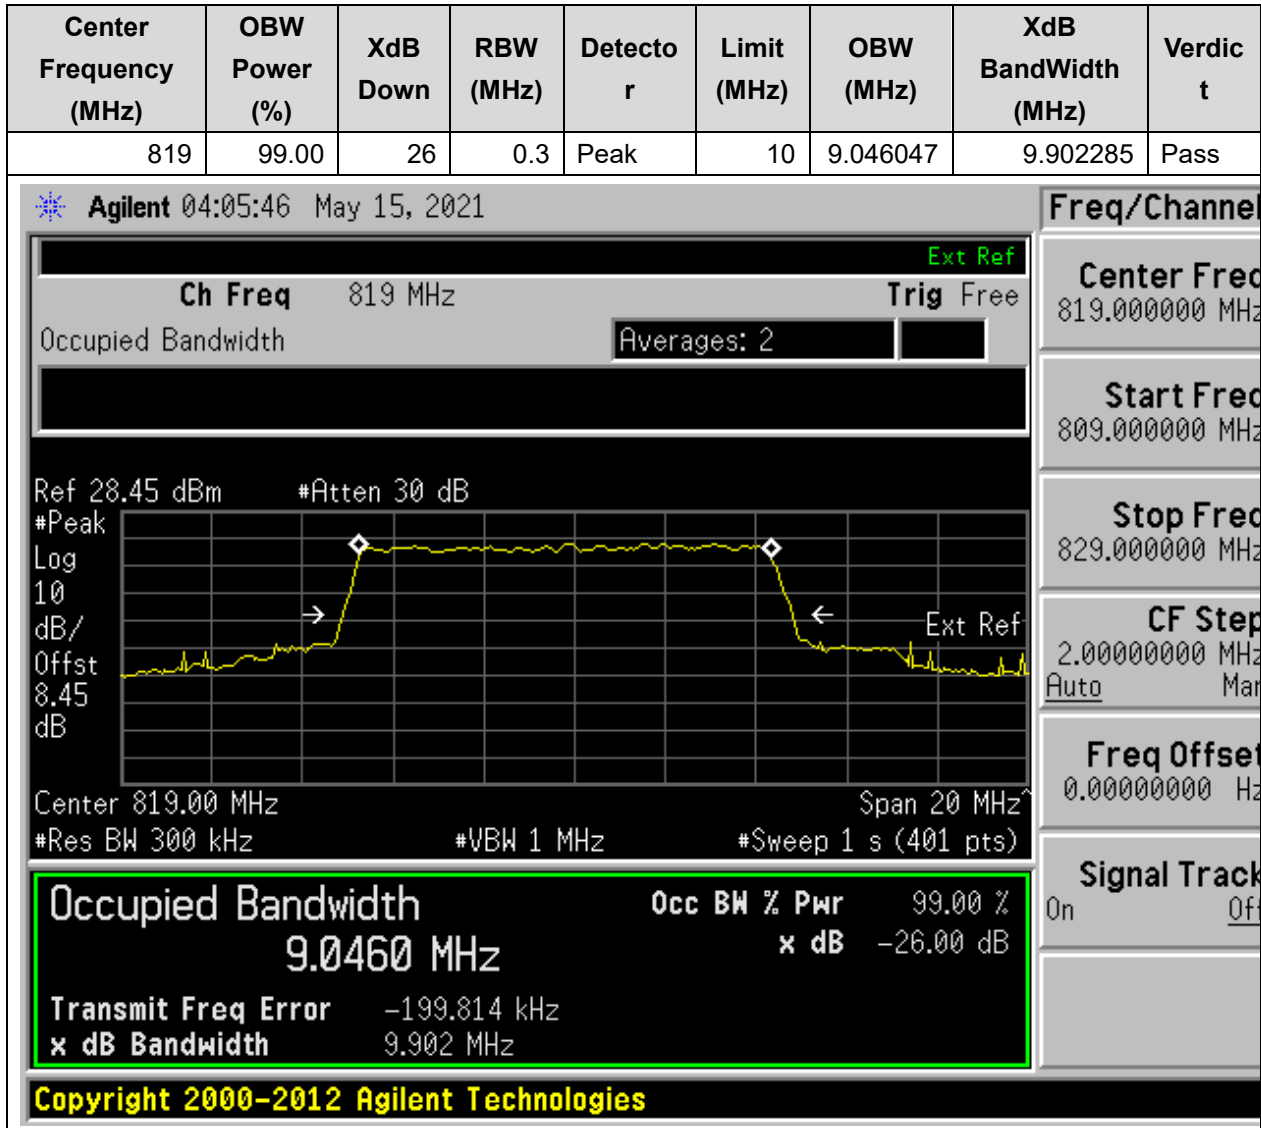 Center Frequency (MHz) | OBW Power (%) | XdB Down | RBW (MHz) | Detector | Limit (MHz) | OBW (MHz) | XdB BandWidth (MHz) | Verdict
819 | 99.00 | 26 | 0.3 | Peak | 10 | 9.046047 | 9.902285 | Pass
Agilent 04:05:46 May 15, 2021
Freq/Channel
Ext Ref
Ch Freq 819 MHz Trig Free
Occupied Bandwidth Averages: 2
Center Freq
819.000000 MHz
Start Freq
809.000000 MHz
Stop Freq
829.000000 MHz
CF Step
2.00000000 MHz
Auto Man
Freq Offset
0.00000000 Hz
Signal Track
On Off
Ref 28.45 dBm #Atten 30 dB
#Peak
Log
10
dB/
Offst
8.45
dB
Ext Ref
Center 819.00 MHz Span 20 MHz^
#Res BW 300 kHz #VBW 1 MHz #Sweep 1 s (401 pts)
Occupied Bandwidth Occ BW % Pwr 99.00 %
9.0460 MHz x dB -26.00 dB
Transmit Freq Error -199.814 kHz
x dB Bandwidth 9.902 MHz
Copyright 2000-2012 Agilent Technologies